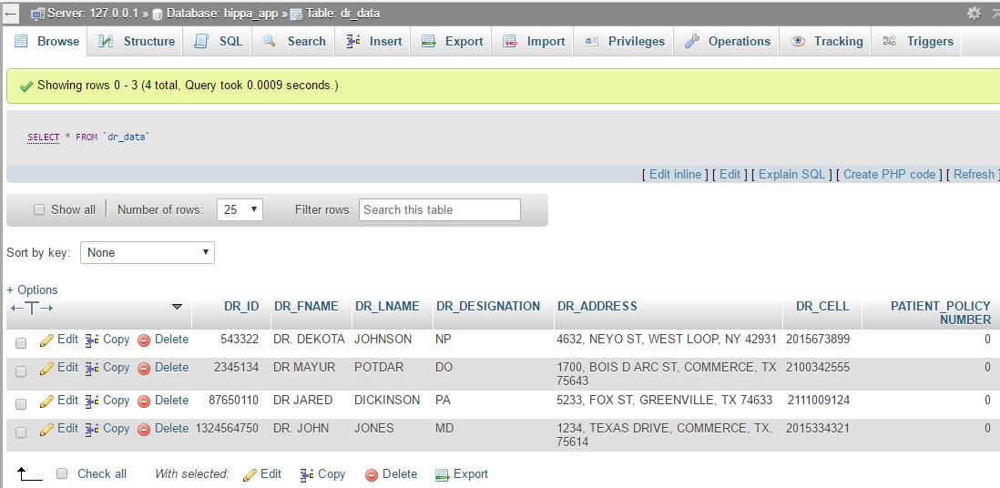 Server: 127.0.0.1 » Database: hippa_app » Table: dr_data
Browse Structure SQL Search Insert Export Import Privileges Operations Tracking Triggers
Showing rows 0 - 3 (4 total, Query took 0.0009 seconds.)
SELECT * FROM `dr_data`
[ Edit inline ] [ Edit ] [ Explain SQL ] [ Create PHP code ] [ Refresh ]
Show all Number of rows: 25 Filter rows: Search this table
Sort by key: None
+ Options
DR_ID DR_FNAME DR_LNAME DR_DESIGNATION DR_ADDRESS DR_CELL PATIENT_POLICY
NUMBER
Edit Copy Delete 543322 DR. DEKOTA JOHNSON NP 4632, NEYO ST, WEST LOOP, NY 42931 2015673899 0
Edit Copy Delete 2345134 DR MAYUR POTDAR DO 1700, BOIS D ARC ST, COMMERCE, TX 2100342555 0
75643
Edit Copy Delete 87650110 DR JARED DICKINSON PA 5233, FOX ST, GREENVILLE, TX 74633 2111009124 0
Edit Copy Delete 1324564750 DR. JOHN JONES MD 1234, TEXAS DRIVE, COMMERCE, TX, 2015334321 0
75614
Check all With selected: Edit Copy Delete Export